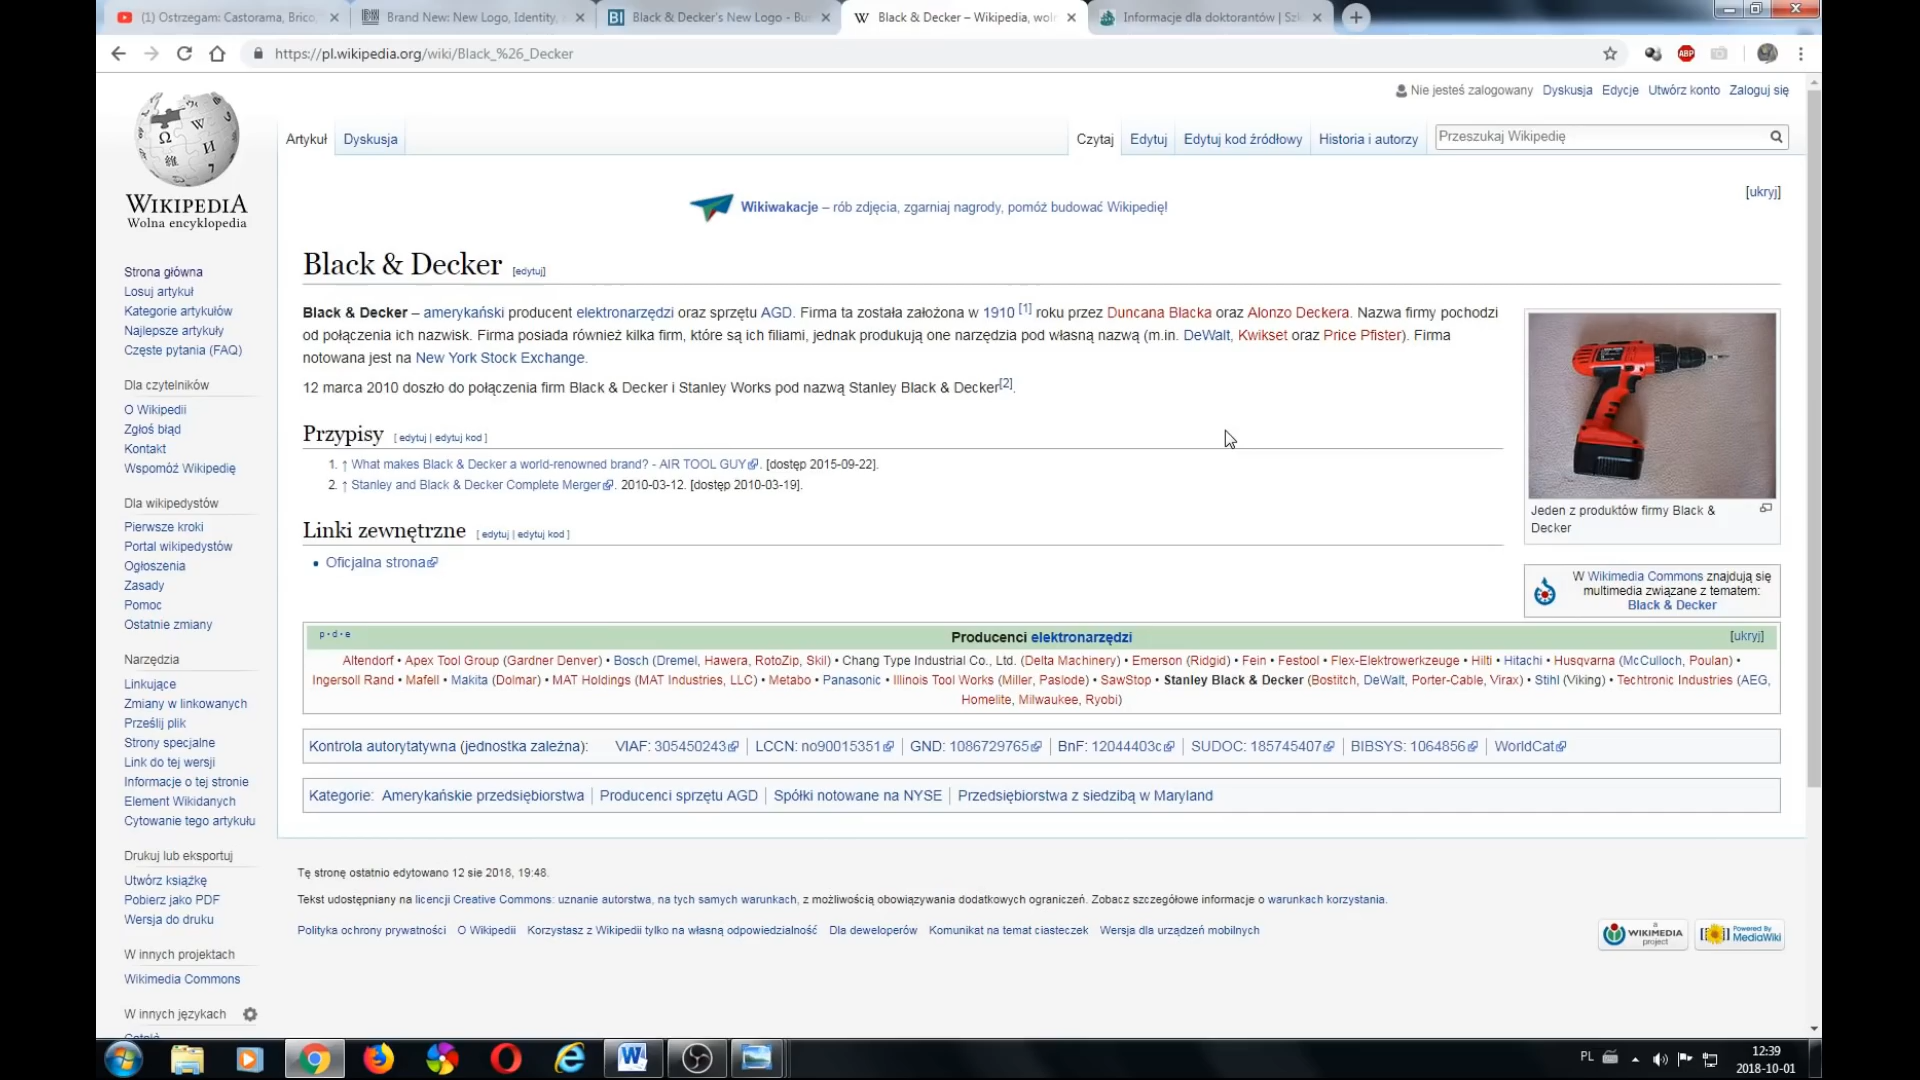 (1) Ostrzegam: Castorama, Brico,
Brand New: New Logo, Identity,
Black & Decker's New Logo - Bu
Black & Decker – Wikipedia, woln
Informacje dla doktorantów | Szk
https://pl.wikipedia.org/wiki/Black_%26_Decker
ABP
Nie jesteś zalogowany Dyskusja Edycje Utwórz konto Zaloguj się
Artykuł Dyskusja Czytaj Edytuj Edytuj kod źródłowy Historia i autorzy Przeszukaj Wikipedię
WIKIPEDIA
Wolna encyklopedia
Strona główna
Losuj artykuł
Kategorie artykułów
Najlepsze artykuły
Częste pytania (FAQ)
Dla czytelników
O Wikipedii
Zgłoś błąd
Kontakt
Wspomóż Wikipedię
Dla wikipedystów
Pierwsze kroki
Portal wikipedystów
Ogłoszenia
Zasady
Pomoc
Ostatnie zmiany
Narzędzia
Linkujące
Zmiany w linkowanych
Prześlij plik
Strony specjalne
Link do tej wersji
Informacje o tej stronie
Element Wikidanych
Cytowanie tego artykułu
Drukuj lub eksportuj
Utwórz książkę
Pobierz jako PDF
Wersja do druku
W innych projektach
Wikimedia Commons
W innych językach
Català
[ukryj]
Wikiwakacje – rób zdjęcia, zgarniaj nagrody, pomóż budować Wikipedię!
Black & Decker [edytuj]
Black & Decker – amerykański producent elektronarzędzi oraz sprzętu AGD. Firma ta została założona w 1910 [1] roku przez Duncana Blacka oraz Alonzo Deckera. Nazwa firmy pochodzi
od połączenia ich nazwisk. Firma posiada również kilka firm, które są ich filiami, jednak produkują one narzędzia pod własną nazwą (m.in. DeWalt, Kwikset oraz Price Pfister). Firma
notowana jest na New York Stock Exchange.
12 marca 2010 doszło do połączenia firm Black & Decker i Stanley Works pod nazwą Stanley Black & Decker[2].
Przypisy [ edytuj | edytuj kod ]
1. ↑ What makes Black & Decker a world-renowned brand? - AIR TOOL GUY. [dostęp 2015-09-22].
2. ↑ Stanley and Black & Decker Complete Merger. 2010-03-12. [dostęp 2010-03-19].
Linki zewnętrzne [ edytuj | edytuj kod ]
• Oficjalna strona
Jeden z produktów firmy Black &
Decker
W Wikimedia Commons znajdują się
multimedia związane z tematem:
Black & Decker
p · d · e Producenci elektronarzędzi [ukryj]
Altendorf • Apex Tool Group (Gardner Denver) • Bosch (Dremel, Hawera, RotoZip, Skil) • Chang Type Industrial Co., Ltd. (Delta Machinery) • Emerson (Ridgid) • Fein • Festool • Flex-Elektrowerkzeuge • Hilti • Hitachi • Husqvarna (McCulloch, Poulan) •
Ingersoll Rand • Mafell • Makita (Dolmar) • MAT Holdings (MAT Industries, LLC) • Metabo • Panasonic • Illinois Tool Works (Miller, Paslode) • SawStop • Stanley Black & Decker (Bostitch, DeWalt, Porter-Cable, Virax) • Stihl (Viking) • Techtronic Industries (AEG,
Homelite, Milwaukee, Ryobi)
Kontrola autorytatywna (jednostka zależna): VIAF: 305450243 | LCCN: no90015351 | GND: 1086729765 | BnF: 12044403c | SUDOC: 185745407 | BIBSYS: 1064856 | WorldCat
Kategorie: Amerykańskie przedsiębiorstwa | Producenci sprzętu AGD | Spółki notowane na NYSE | Przedsiębiorstwa z siedzibą w Maryland
Tę stronę ostatnio edytowano 12 sie 2018, 19:48.
Tekst udostępniany na licencji Creative Commons: uznanie autorstwa, na tych samych warunkach, z możliwością obowiązywania dodatkowych ograniczeń. Zobacz szczegółowe informacje o warunkach korzystania.
Polityka ochrony prywatności O Wikipedii Korzystasz z Wikipedii tylko na własną odpowiedzialność Dla deweloperów Komunikat na temat ciasteczek Wersja dla urządzeń mobilnych
a WIKIMEDIA project
Powered By MediaWiki
PL
12:39
2018-10-01